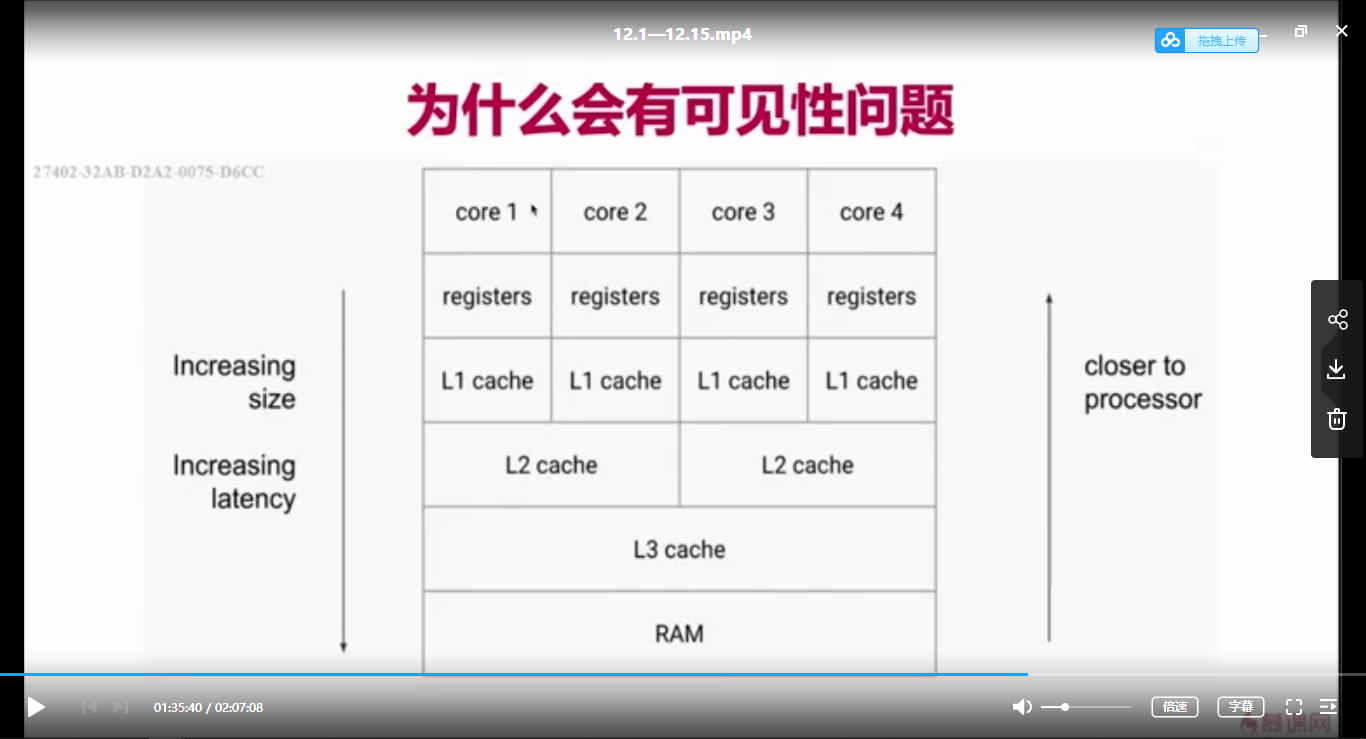 12.1—12.15.mp4
拖拽上传
为什么会有可见性问题
27402-32AB-D2A2-0075-D6CC
core 1 core 2 core 3 core 4
registers registers registers registers
Increasing
size
L1 cache L1 cache L1 cache L1 cache
closer to
processor
Increasing
latency
L2 cache L2 cache
L3 cache
RAM
01:35:40 / 02:07:08
倍速
字幕
慕课网